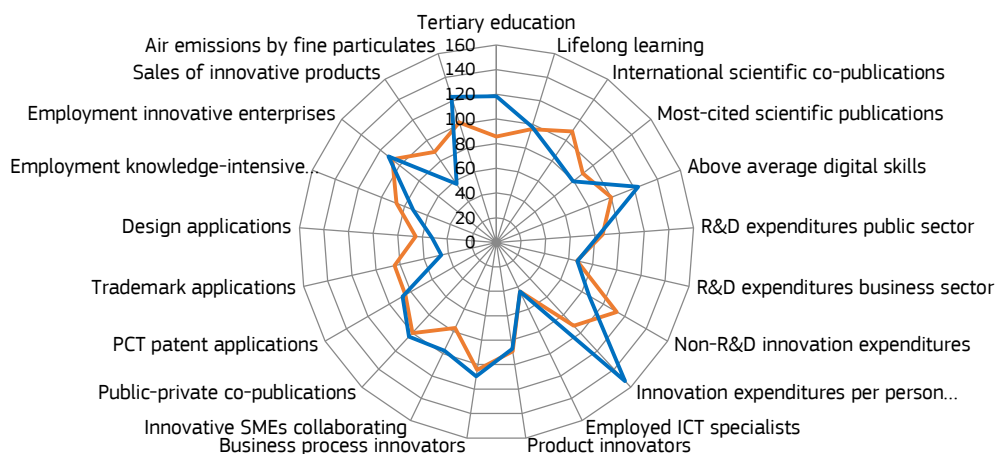 Tertiary education
Air emissions by fine particulates
160
Lifelong learning
Sales of innovative products
140
International scientific co-publications
Employment innovative enterprises
120
Most-cited scientific publications
100
80
Employment knowledge-intensive...
60
Above average digital skills
40
Design applications
20
R&D expenditures public sector
0
Trademark applications
R&D expenditures business sector
PCT patent applications
Non-R&D innovation expenditures
Public-private co-publications
Innovation expenditures per person...
Innovative SMEs collaborating
Employed ICT specialists
Business process innovators
Product innovators